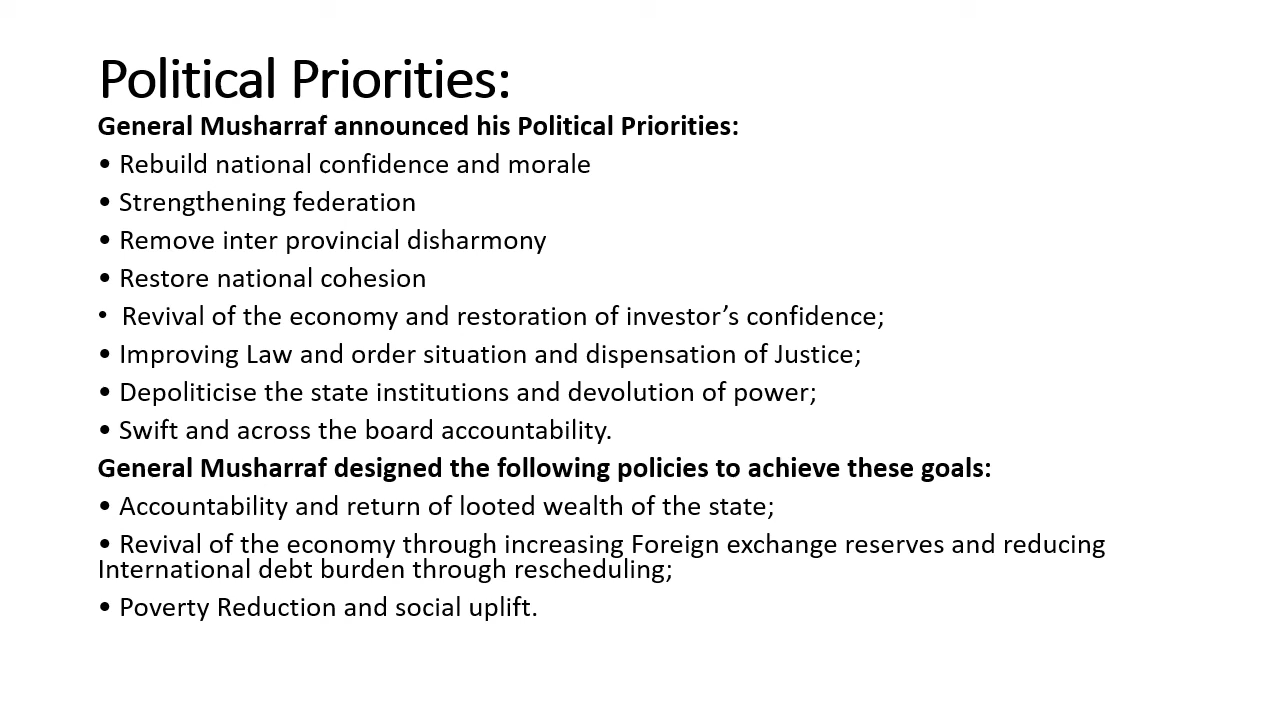 Political Priorities:
General Musharraf announced his Political Priorities:
• Rebuild national confidence and morale
• Strengthening federation
• Remove inter provincial disharmony
• Restore national cohesion
• Revival of the economy and restoration of investor’s confidence;
• Improving Law and order situation and dispensation of Justice;
• Depoliticise the state institutions and devolution of power;
• Swift and across the board accountability.
General Musharraf designed the following policies to achieve these goals:
• Accountability and return of looted wealth of the state;
• Revival of the economy through increasing Foreign exchange reserves and reducing
International debt burden through rescheduling;
• Poverty Reduction and social uplift.